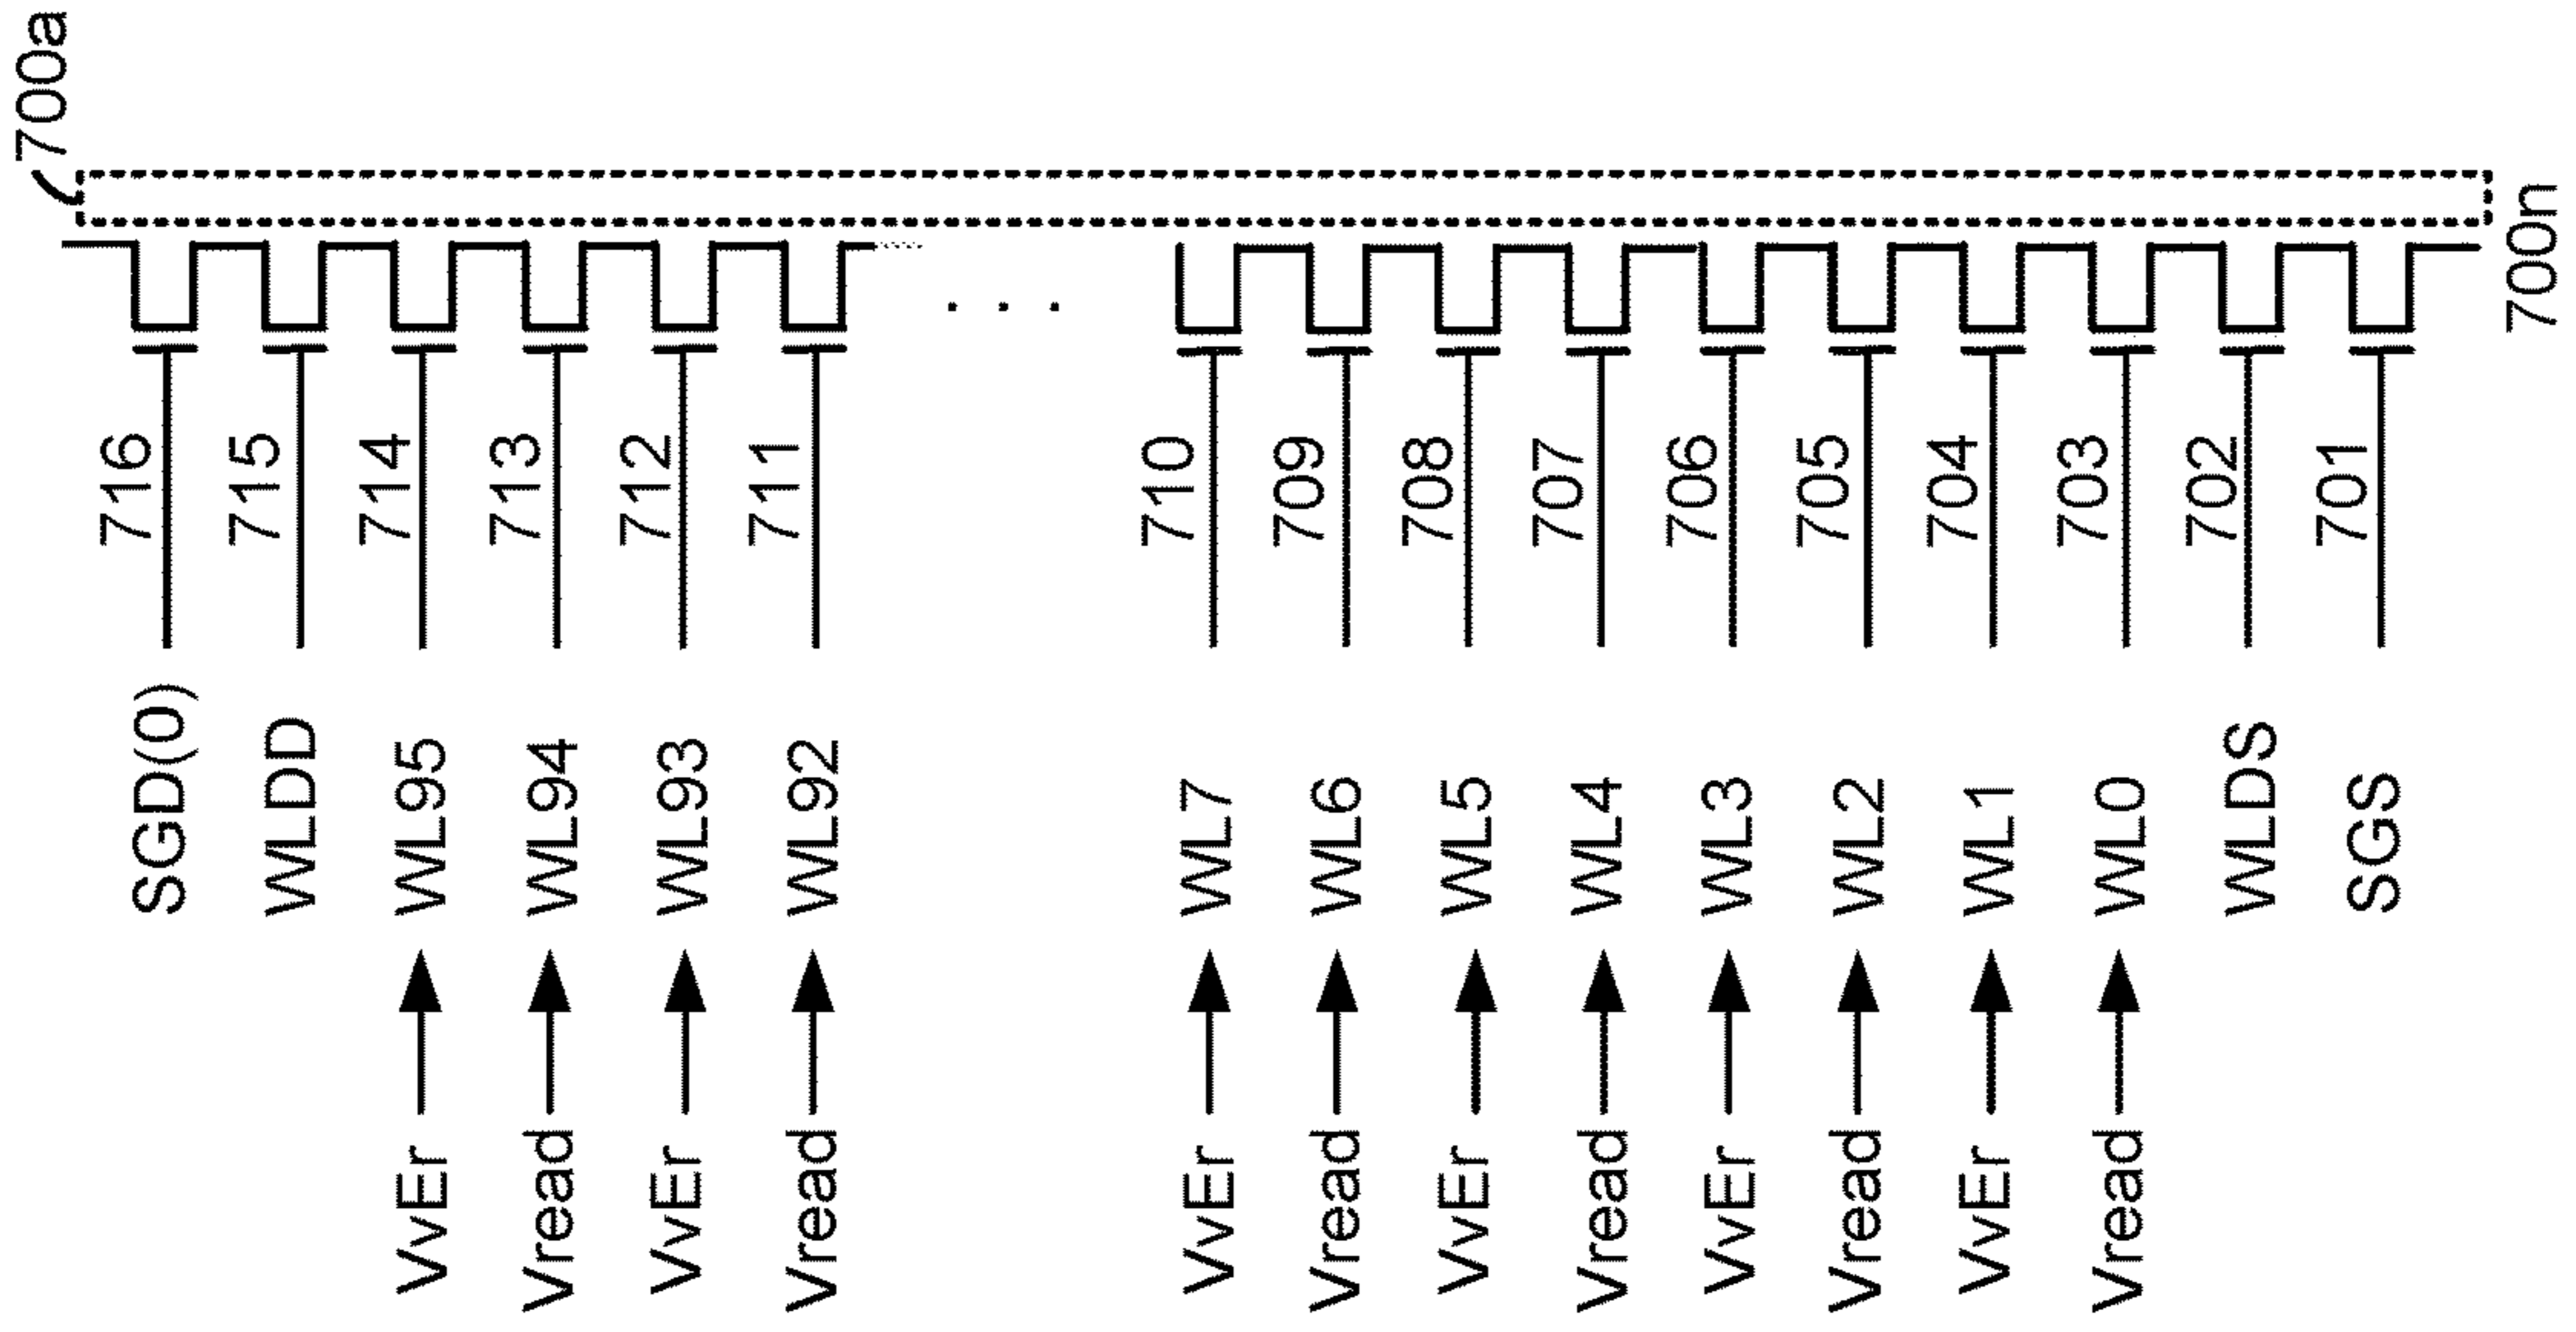 700a
716 SGD(0)
715 WLDD
714 WL95 VvEr
713 WL94 Vread
712 WL93 VvEr
711 WL92 Vread
. . .
710 WL7 VvEr
709 WL6 Vread
708 WL5 VvEr
707 WL4 Vread
706 WL3 VvEr
705 WL2 Vread
704 WL1 VvEr
703 WL0 Vread
702 WLDS
701 SGS
700n